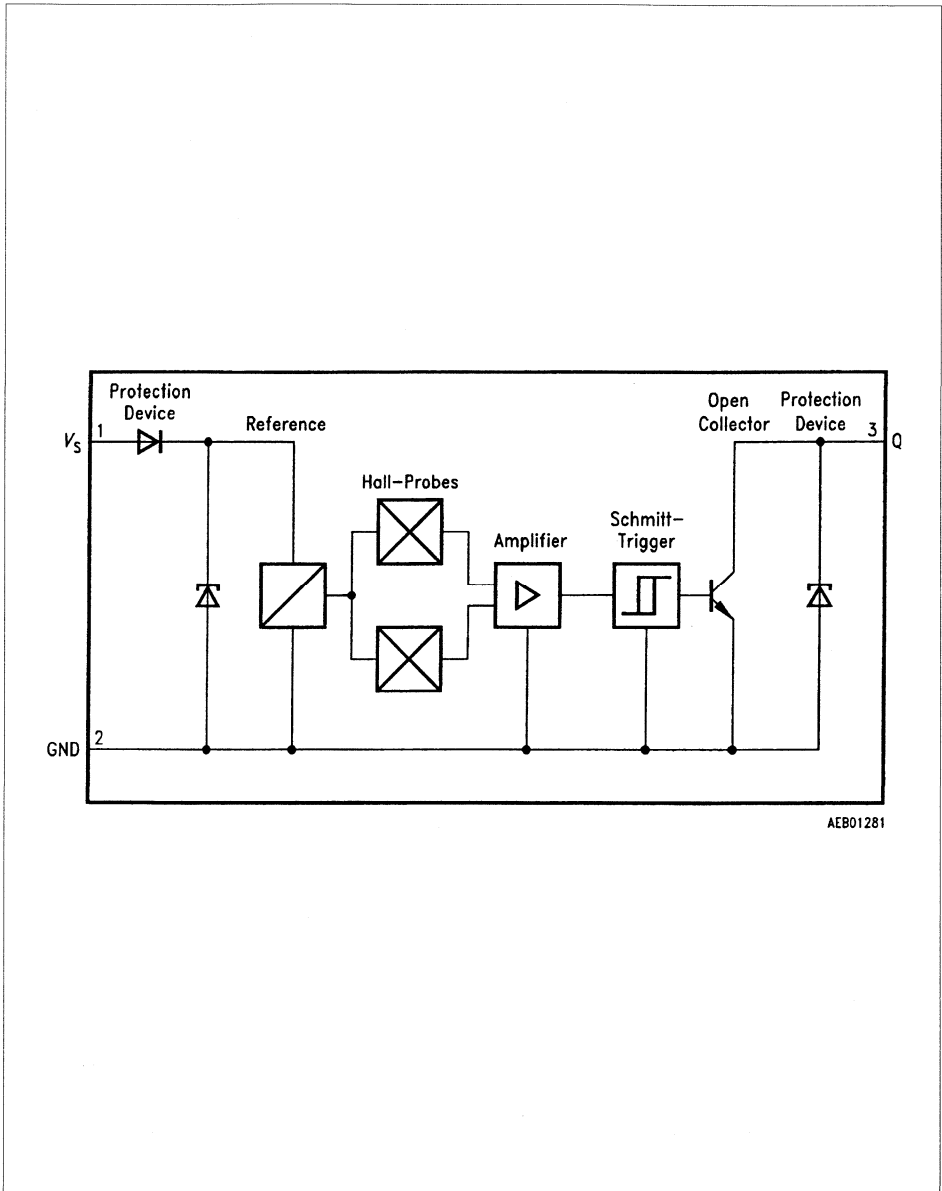 Protection
Device
V_S
1
Reference
Hall-Probes
Amplifier
Schmitt-
Trigger
Open
Collector
Protection
Device
3
Q
GND
2
AEB01281